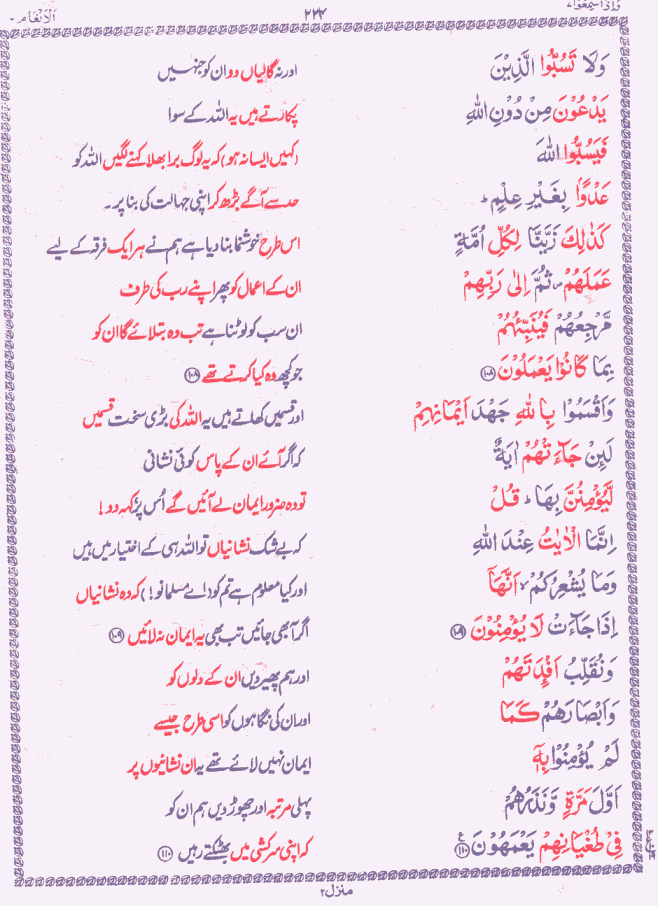 وَاِذَا سَمِعُوْا ۷ ۲۳۴ اَلْاَنْعَام ۶
وَلَا تَسُبُّوا الَّذِيْنَ اور نہ گالیاں دو ان کو جنہیں
يَدْعُوْنَ مِنْ دُوْنِ اللّٰهِ پکارتے ہیں یہ اللہ کے سوا
فَيَسُبُّوا اللّٰهَ (کہیں ایسا نہ ہو) کہ یہ لوگ برا بھلا کہنے لگیں اللہ کو
عَدْوًۢا بِغَيْرِ عِلْمٍ ؕ حد سے آگے بڑھ کر اپنی جہالت کی بنا پر۔
كَذٰلِكَ زَيَّنَّا لِكُلِّ اُمَّةٍ اس طرح خوشنما بنا دیا ہے ہم نے ہر ایک فرقہ کے لیے
عَمَلَهُمْ ۪ ثُمَّ اِلٰى رَبِّهِمْ ان کے اعمال کو پھر اپنے رب کی طرف
مَّرْجِعُهُمْ فَيُنَبِّئُهُمْ ان سب کو لوٹنا ہے تب وہ بتلائے گا ان کو
بِمَا كَانُوْا يَعْمَلُوْنَ ۱۰۸ جو کچھ وہ کیا کرتے تھے ۱۰۸
وَاَقْسَمُوْا بِاللّٰهِ جَهْدَ اَيْمَانِهِمْ اور قسمیں کھاتے ہیں یہ اللہ کی بڑی سخت قسمیں
لَئِنْ جَآءَتْهُمْ اٰيَةٌ کہ اگر آئے ان کے پاس کوئی نشانی
لَّيُؤْمِنُنَّ بِهَا ؕ قُلْ تو وہ ضرور ایمان لے آئیں گے اُس پر کہہ دو!
اِنَّمَا الْاٰيٰتُ عِنْدَ اللّٰهِ کہ بے شک نشانیاں تو اللہ ہی کے اختیار میں ہیں
وَمَا يُشْعِرُكُمْ ۙ اَنَّهَآ اور کیا معلوم ہے تم کو (اے مسلمانو!) کہ وہ نشانیاں
اِذَا جَآءَتْ لَا يُؤْمِنُوْنَ ۱۰۹ اگر آ بھی جائیں تب بھی یہ ایمان نہ لائیں ۱۰۹
وَنُقَلِّبُ اَفْـِٕدَتَهُمْ اور ہم پھیر دیں ان کے دلوں کو
وَاَبْصَارَهُمْ كَمَا اور ان کی نگاہوں کو اسی طرح جیسے
لَمْ يُؤْمِنُوْا بِهٖٓ ایمان نہیں لائے تھے یہ ان نشانیوں پر
اَوَّلَ مَرَّةٍ وَّنَذَرُهُمْ پہلی مرتبہ اور چھوڑ دیں ہم ان کو
فِيْ طُغْيَانِهِمْ يَعْمَهُوْنَ ۱۱۰ کہ اپنی سرکشی میں بھٹکتے رہیں ۱۱۰
منزل ۲